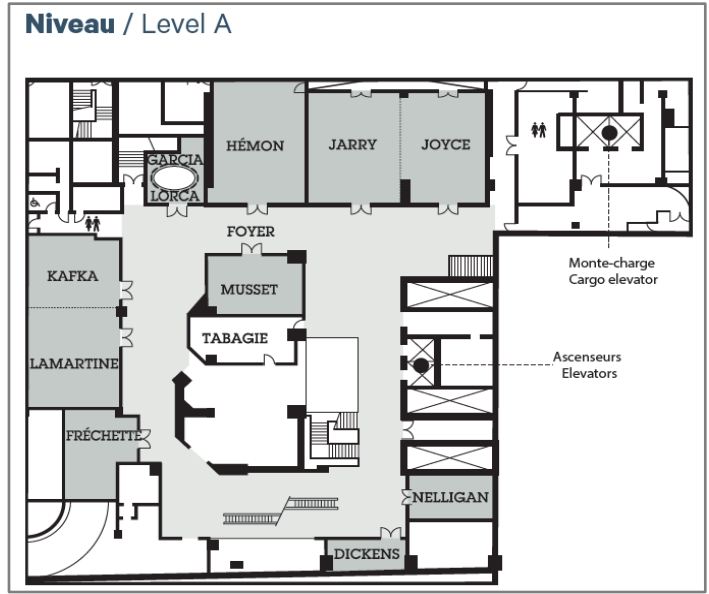 Niveau / Level A
GARCIA
LORCA
HÉMON
JARRY
JOYCE
FOYER
KAFKA
MUSSET
Monte-charge
Cargo elevator
TABAGIE
LAMARTINE
Ascenseurs
Elevators
FRÉCHETTE
NELLIGAN
DICKENS